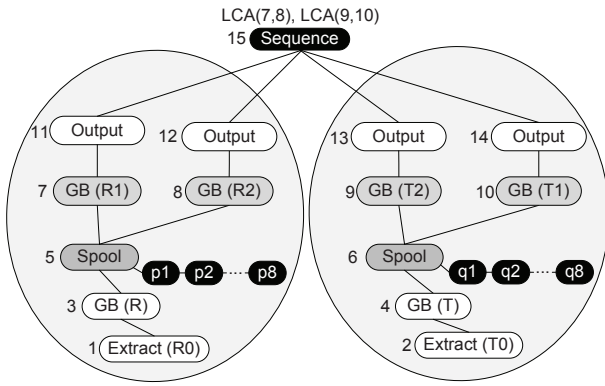 LCA(7,8), LCA(9,10)
15 Sequence
11 Output 12 Output 13 Output 14 Output
7 GB (R1) 8 GB (R2) 9 GB (T2) 10 GB (T1)
5 Spool p1 p2 p8 6 Spool q1 q2 q8
3 GB (R) 4 GB (T)
1 Extract (R0) 2 Extract (T0)